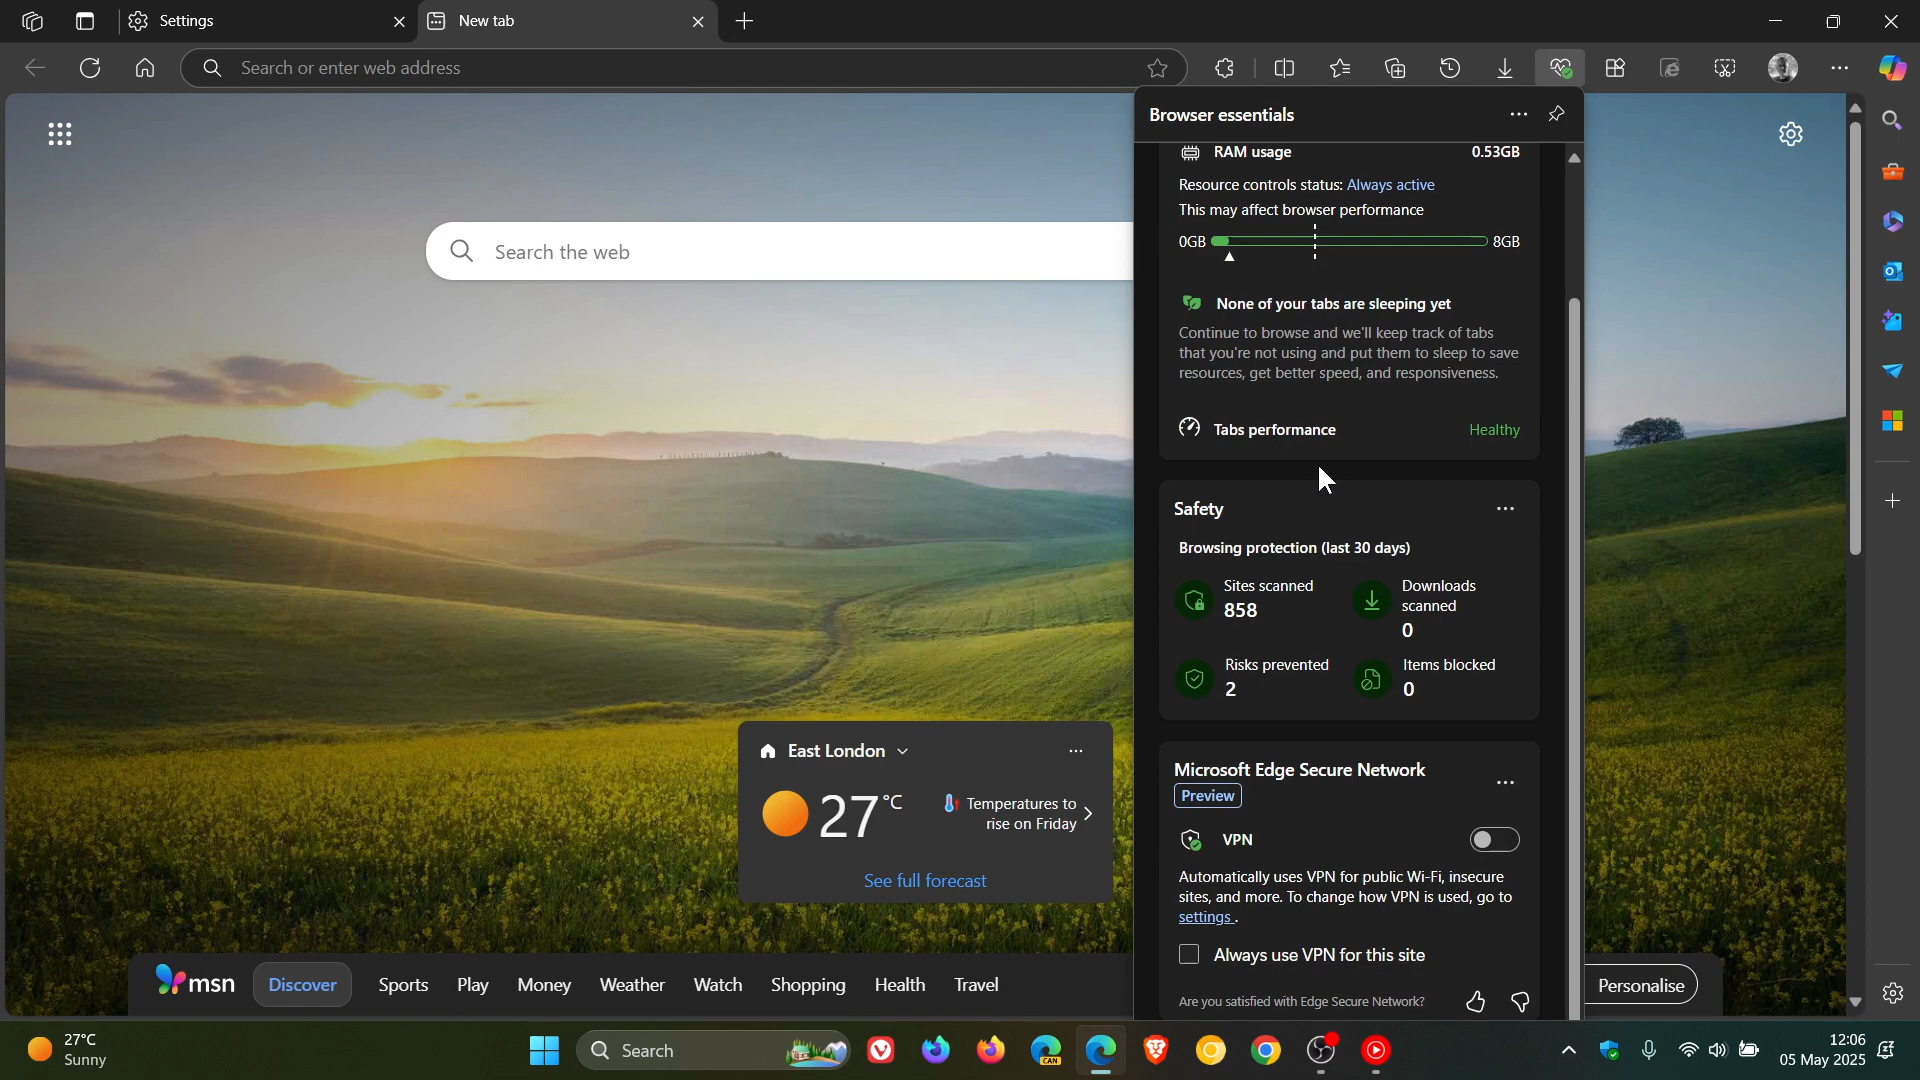 Settings
New tab
Search or enter web address
Browser essentials
RAM usage 0.53GB
Resource controls status: Always active
This may affect browser performance
0GB 8GB
None of your tabs are sleeping yet
Continue to browse and we'll keep track of tabs
that you're not using and put them to sleep to save
resources, get better speed, and responsiveness.
Tabs performance Healthy
Safety
Browsing protection (last 30 days)
Sites scanned
858
Downloads
scanned
0
Risks prevented
2
Items blocked
0
Microsoft Edge Secure Network
Preview
VPN
Automatically uses VPN for public Wi-Fi, insecure
sites, and more. To change how VPN is used, go to
settings .
Always use VPN for this site
Are you satisfied with Edge Secure Network?
Search the web
East London
27 °C
Temperatures to
rise on Friday
See full forecast
msn Discover Sports Play Money Weather Watch Shopping Health Travel
Personalise
27°C
Sunny
Search
CAN
12:06
05 May 2025